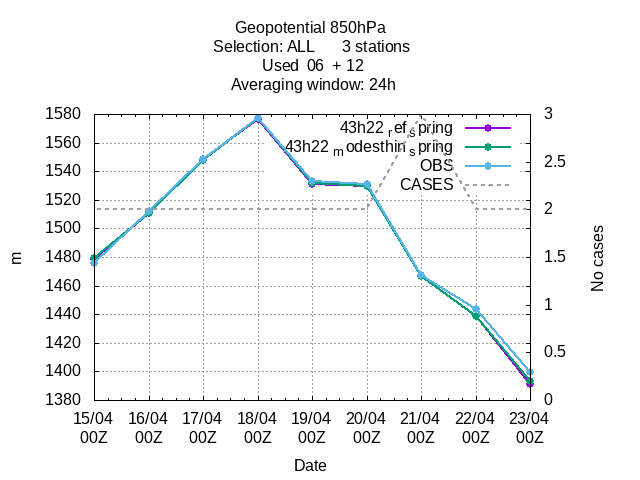 Geopotential 850hPa
Selection: ALL 3 stations
Used 06 + 12
Averaging window: 24h
1580
1560
1540
1520
1500
1480
1460
1440
1420
1400
1380
m
3
2.5
2
1.5
1
0.5
0
No cases
43h22 ref spring
43h22 modesthin spring
OBS
CASES
15/04 16/04 17/04 18/04 19/04 20/04 21/04 22/04 23/04
00Z 00Z 00Z 00Z 00Z 00Z 00Z 00Z 00Z
Date